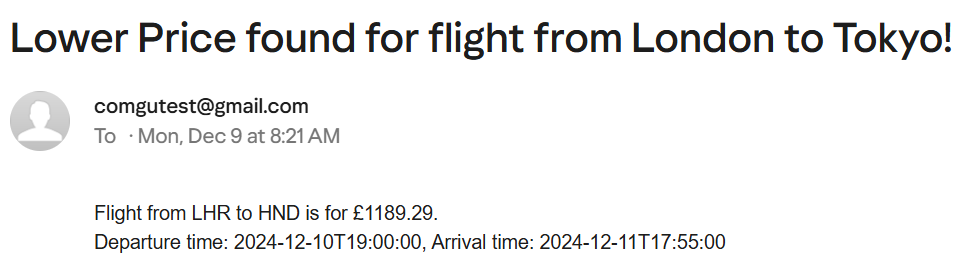 Lower Price found for flight from London to Tokyo!
comgutest@gmail.com
To · Mon, Dec 9 at 8:21 AM
Flight from LHR to HND is for £1189.29.
Departure time: 2024-12-10T19:00:00, Arrival time: 2024-12-11T17:55:00